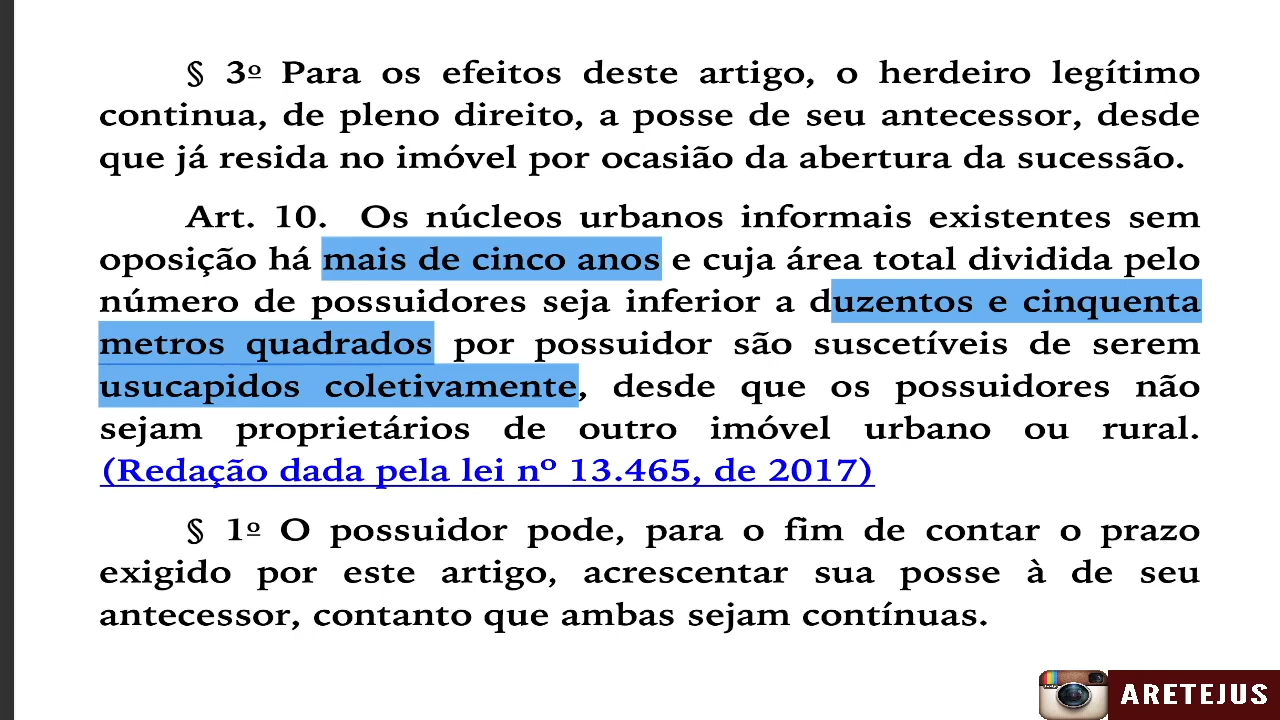 § 3º Para os efeitos deste artigo, o herdeiro legítimo
continua, de pleno direito, a posse de seu antecessor, desde
que já resida no imóvel por ocasião da abertura da sucessão.
Art. 10. Os núcleos urbanos informais existentes sem
oposição há mais de cinco anos e cuja área total dividida pelo
número de possuidores seja inferior a duzentos e cinquenta
metros quadrados por possuidor são suscetíveis de serem
usucapidos coletivamente, desde que os possuidores não
sejam proprietários de outro imóvel urbano ou rural.
(Redação dada pela lei nº 13.465, de 2017)
§ 1º O possuidor pode, para o fim de contar o prazo
exigido por este artigo, acrescentar sua posse à de seu
antecessor, contanto que ambas sejam contínuas.
ARETEJUS